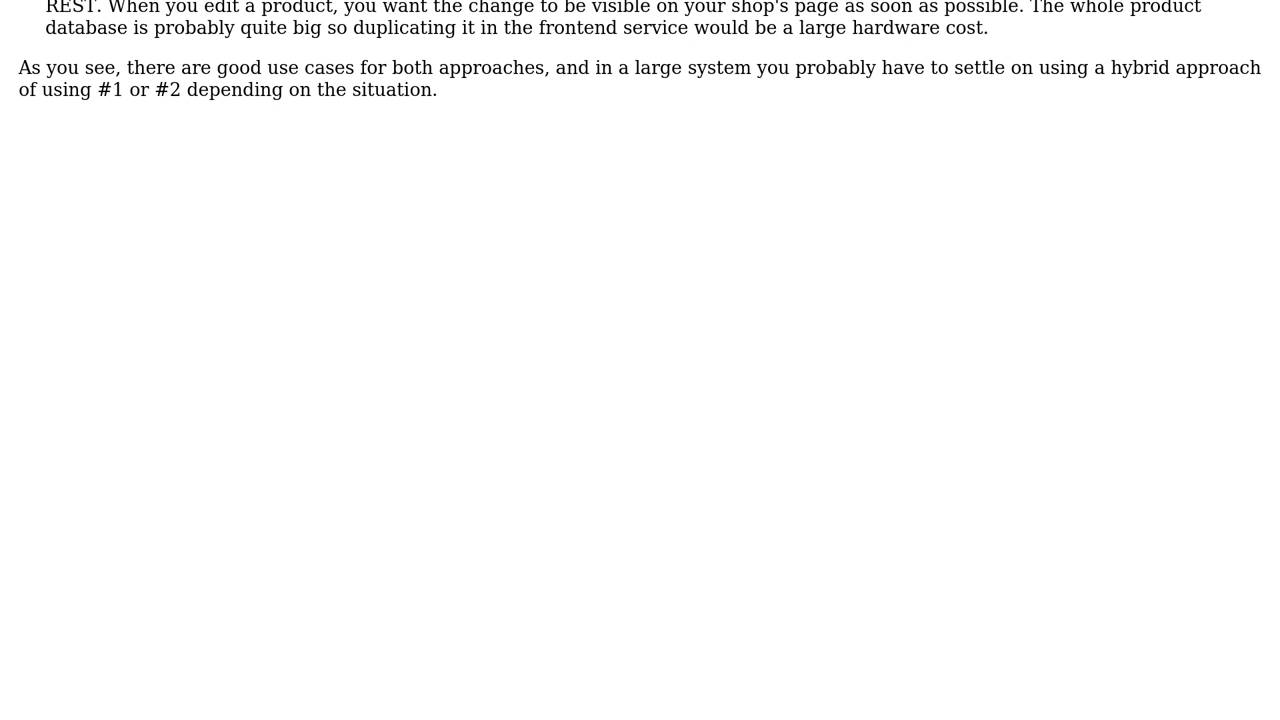 REST. When you edit a product, you want the change to be visible on your shop's page as soon as possible. The whole product
database is probably quite big so duplicating it in the frontend service would be a large hardware cost.
As you see, there are good use cases for both approaches, and in a large system you probably have to settle on using a hybrid approach
of using #1 or #2 depending on the situation.